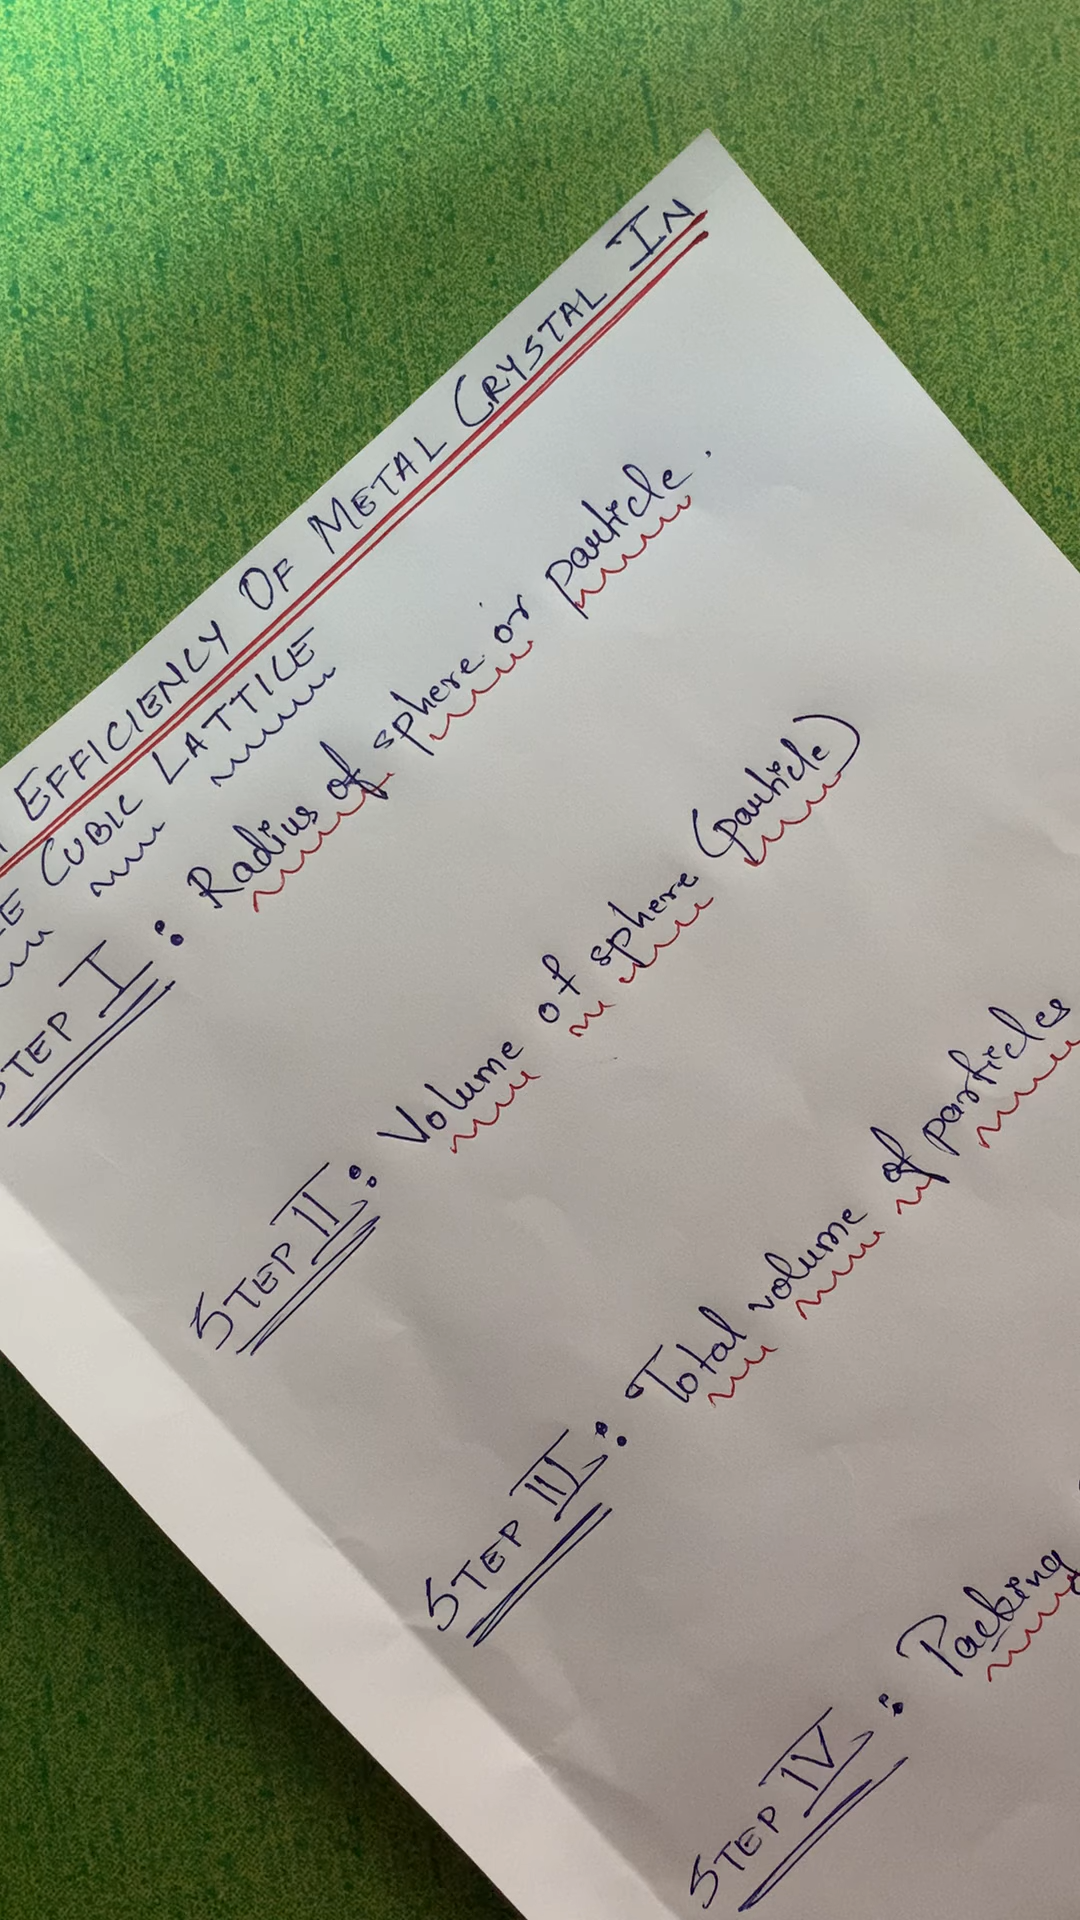 EFFICIENCY OF METAL CRYSTAL IN
CUBIC LATTICE
STEP I : Radius of sphere or particle.
STEP II : Volume of sphere (particle)
STEP III : Total volume of particles
STEP IV : Packing